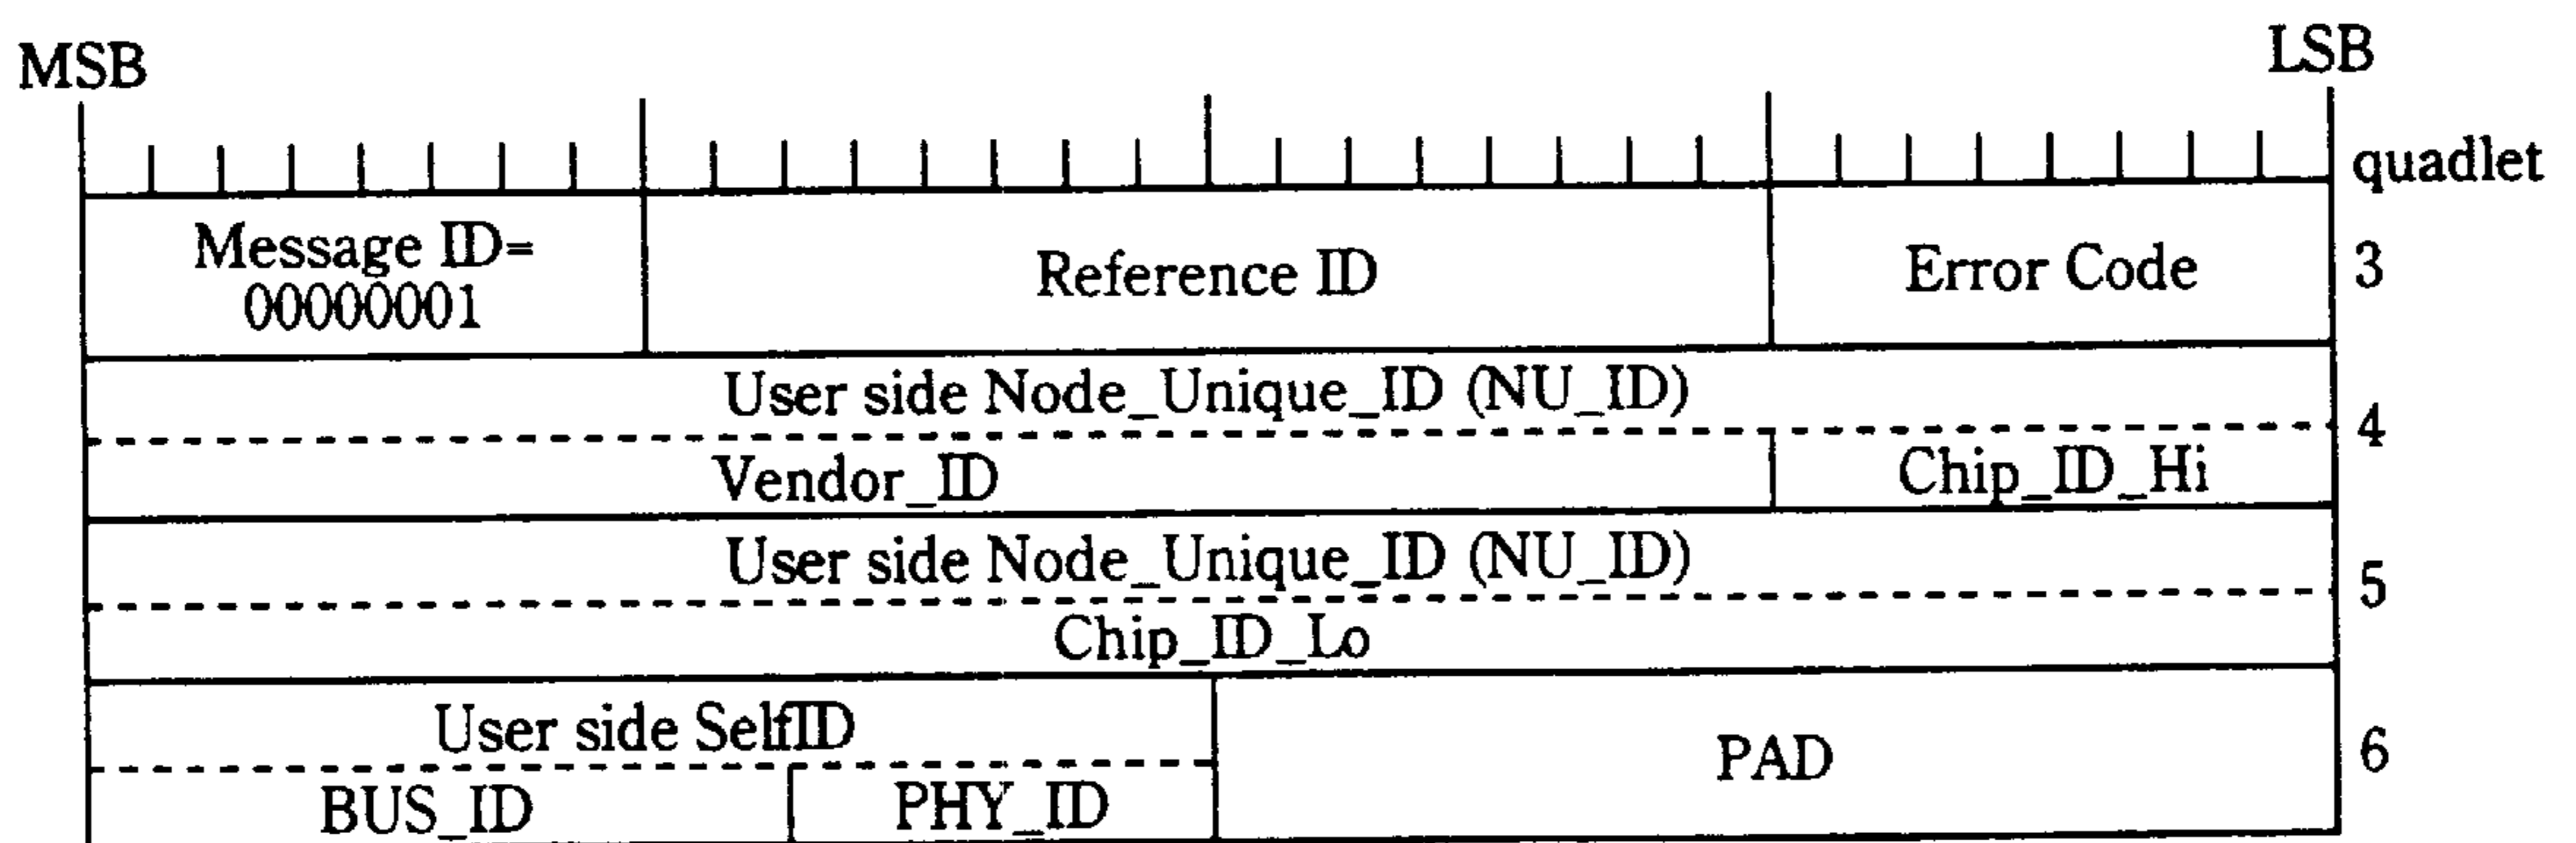 MSB
LSB
quadlet
Message ID=
00000001
Reference ID
Error Code
3
User side Node_Unique_ID (NU_ID)
4
Vendor_ID
Chip_ID_Hi
User side Node_Unique_ID (NU_ID)
5
Chip_ID_Lo
User side SelfID
PAD
6
BUS_ID
PHY_ID